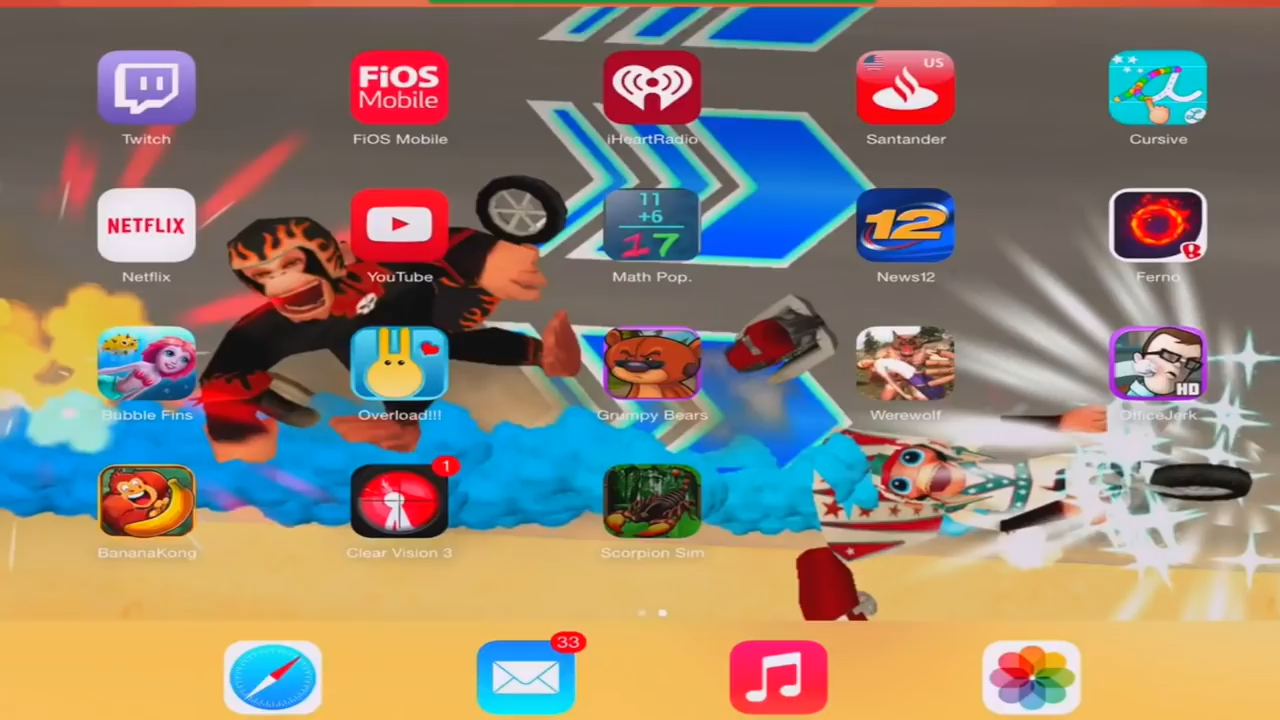 FiOS
Mobile
US
Twitch
FiOS Mobile
iHeartRadio
Santander
Cursive
NETFLIX
11
+6
17
12
Netflix
YouTube
Math Pop.
News12
Ferno
HD
Bubble Fins
Overload!!!
Grumpy Bears
Werewolf
OfficeJerk
1
BananaKong
Clear Vision 3
Scorpion Sim
33